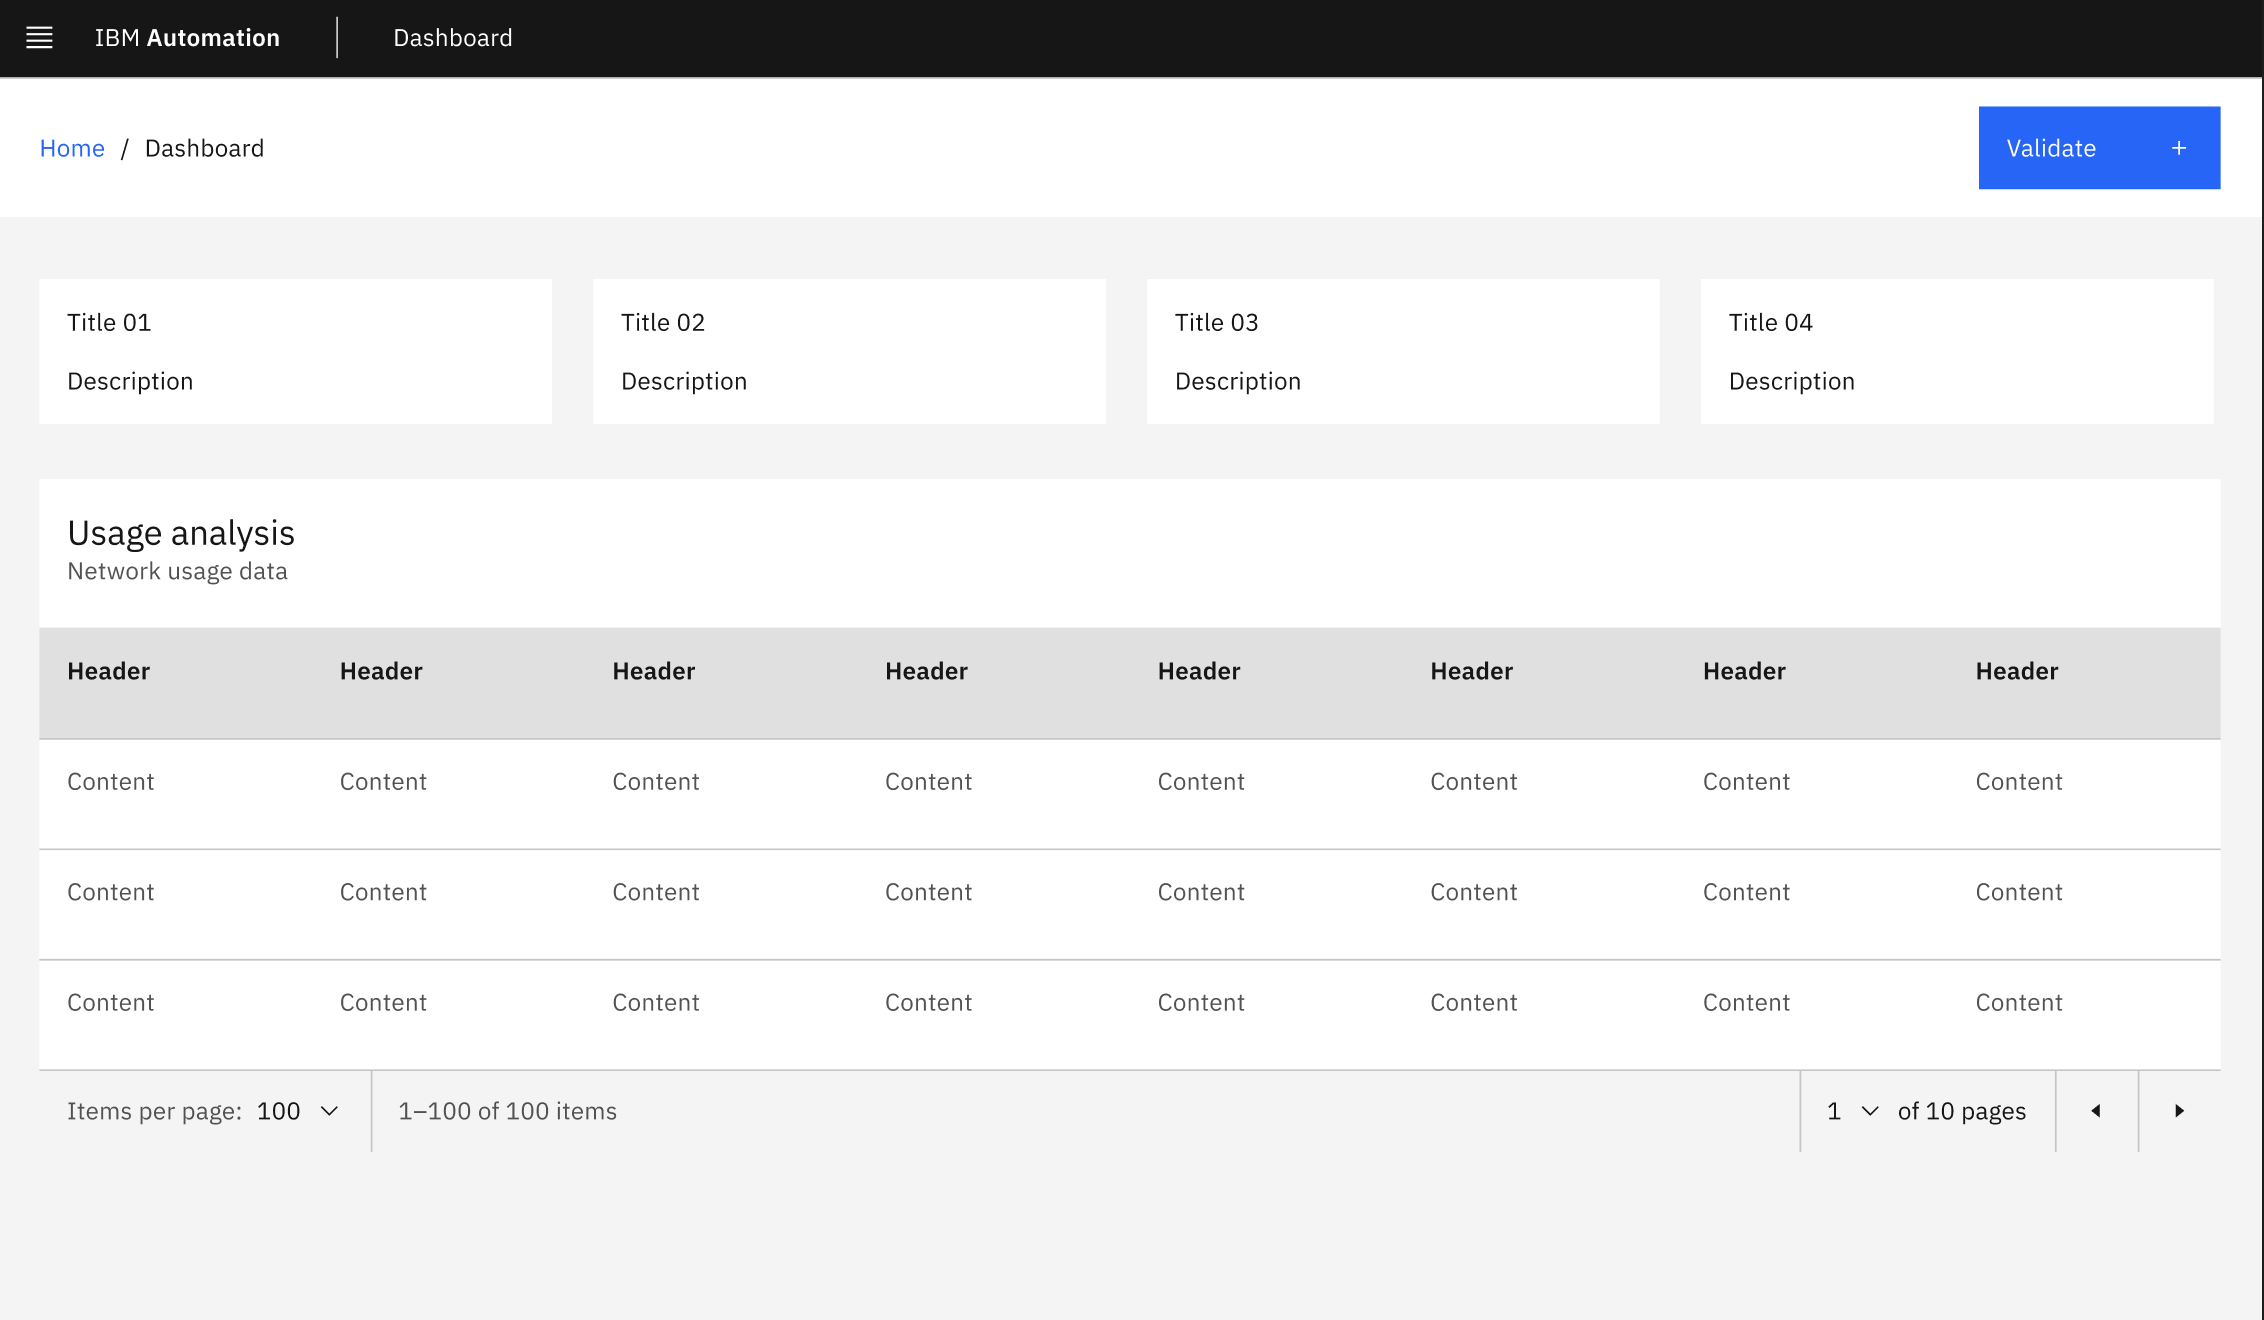 IBM Automation Dashboard
Home / Dashboard
Validate +
Title 01
Description
Title 02
Description
Title 03
Description
Title 04
Description
Usage analysis
Network usage data
Header Header Header Header Header Header Header Header
Content Content Content Content Content Content Content Content
Content Content Content Content Content Content Content Content
Content Content Content Content Content Content Content Content
Items per page: 100 1–100 of 100 items 1 of 10 pages